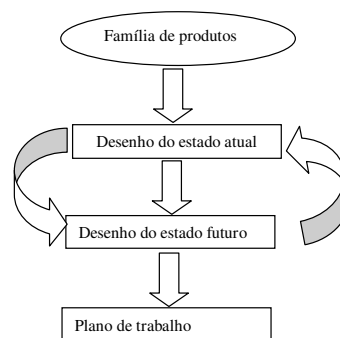 Família de produtos
Desenho do estado atual
Desenho do estado futuro
Plano de trabalho